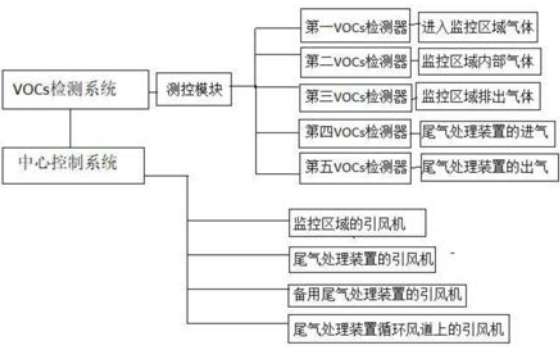 第一VOCs检测器
进入监控区域气体
第二VOCs检测器
监控区域内部气体
VOCs检测系统
测控模块
第三VOCs检测器
监控区域排出气体
第四VOCs检测器
尾气处理装置的进气
中心控制系统
第五VOCs检测器
尾气处理装置的出气
监控区域的引风机
尾气处理装置的引风机
备用尾气处理装置的引风机
尾气处理装置循环风道上的引风机